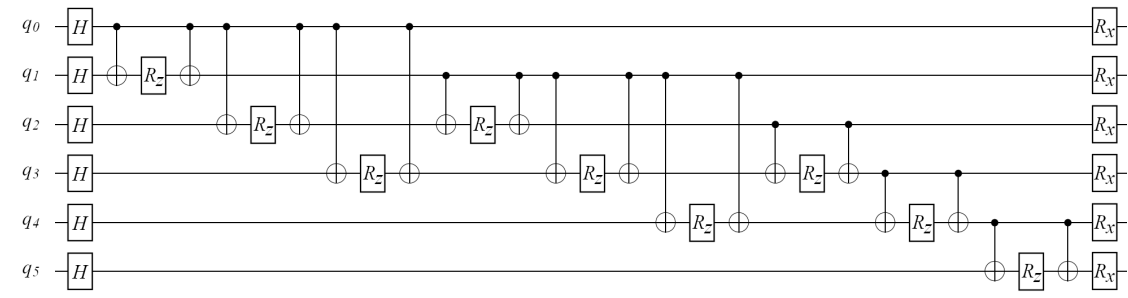 q0 H Rx
q1 H Rz Rx
q2 H Rz Rz Rx
q3 H Rz Rz Rz Rx
q4 H Rz Rz Rx
q5 H Rz Rx